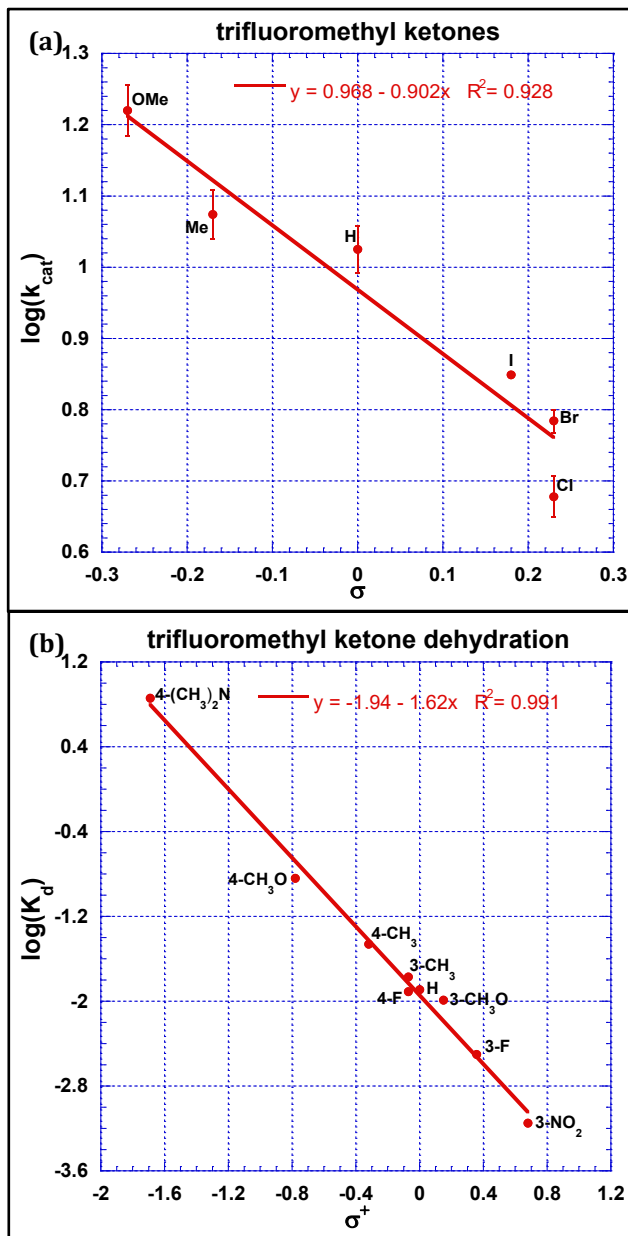 (a) trifluoromethyl ketones
1.3
OMe
y = 0.968 - 0.902x R²= 0.928
1.2
1.1
Me
H
1
log(k_cat)
0.9
I
0.8
Br
0.7
Cl
0.6
-0.3 -0.2 -0.1 0 0.1 0.2 0.3
σ
(b) trifluoromethyl ketone dehydration
1.2
4-(CH₃)₂N
y = -1.94 - 1.62x R²= 0.991
0.4
-0.4
4-CH₃O
log(K_d)
-1.2
4-CH₃
3-CH₃
4-F
H
-2
3-CH₃O
3-F
-2.8
3-NO₂
-3.6
-2 -1.6 -1.2 -0.8 -0.4 0 0.4 0.8 1.2
σ⁺